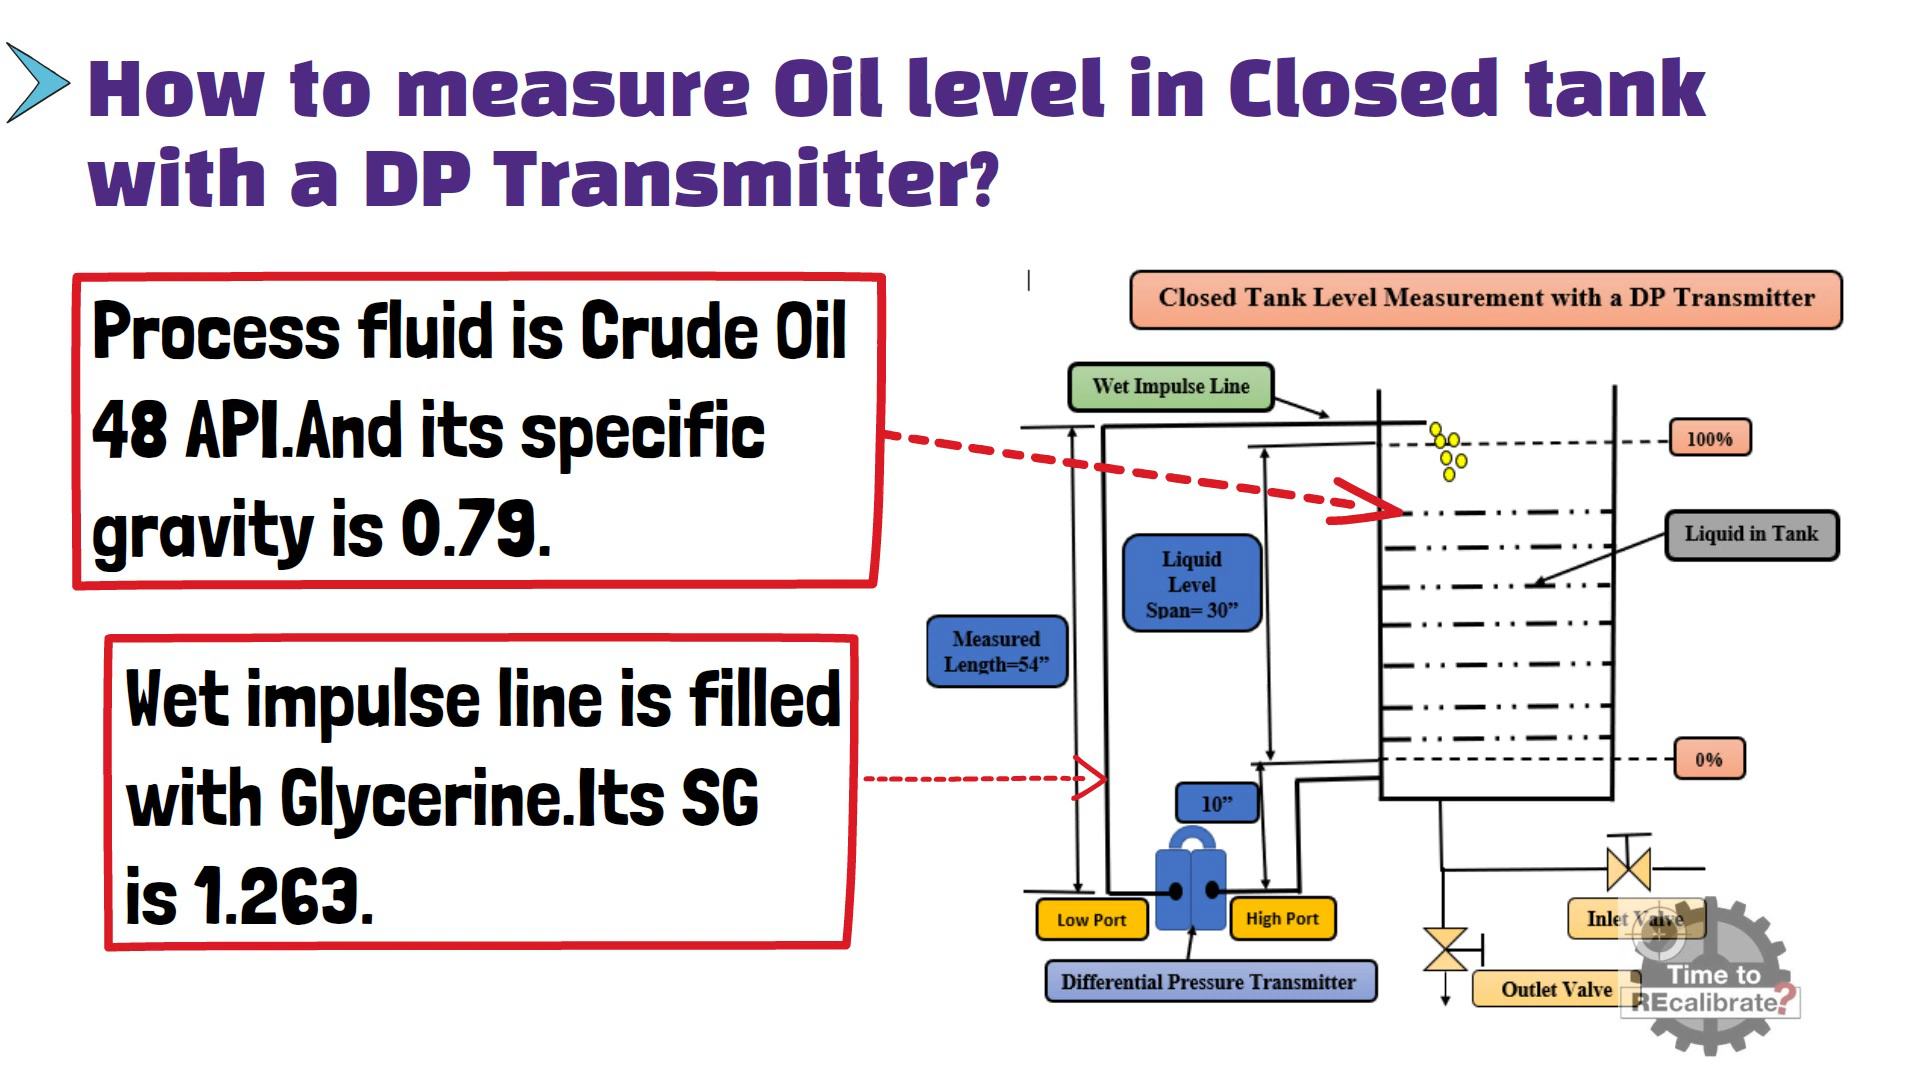 How to measure Oil level in Closed tank
with a DP Transmitter?
Process fluid is Crude Oil
48 API.And its specific
gravity is 0.79.
Wet impulse line is filled
with Glycerine.Its SG
is 1.263.
Closed Tank Level Measurement with a DP Transmitter
Wet Impulse Line
100%
Liquid in Tank
Liquid
Level
Span= 30”
Measured
Length=54”
0%
10”
Low Port
High Port
Inlet Valve
Differential Pressure Transmitter
Outlet Valve
Time to
REcalibrate?